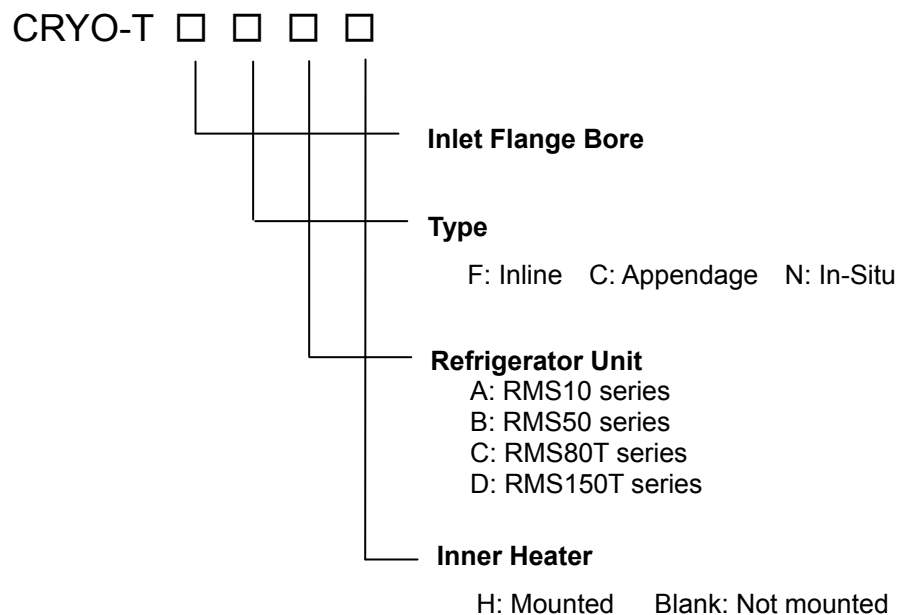 CRYO-T □ □ □ □
Inlet Flange Bore
Type
F: Inline C: Appendage N: In-Situ
Refrigerator Unit
A: RMS10 series
B: RMS50 series
C: RMS80T series
D: RMS150T series
Inner Heater
H: Mounted Blank: Not mounted